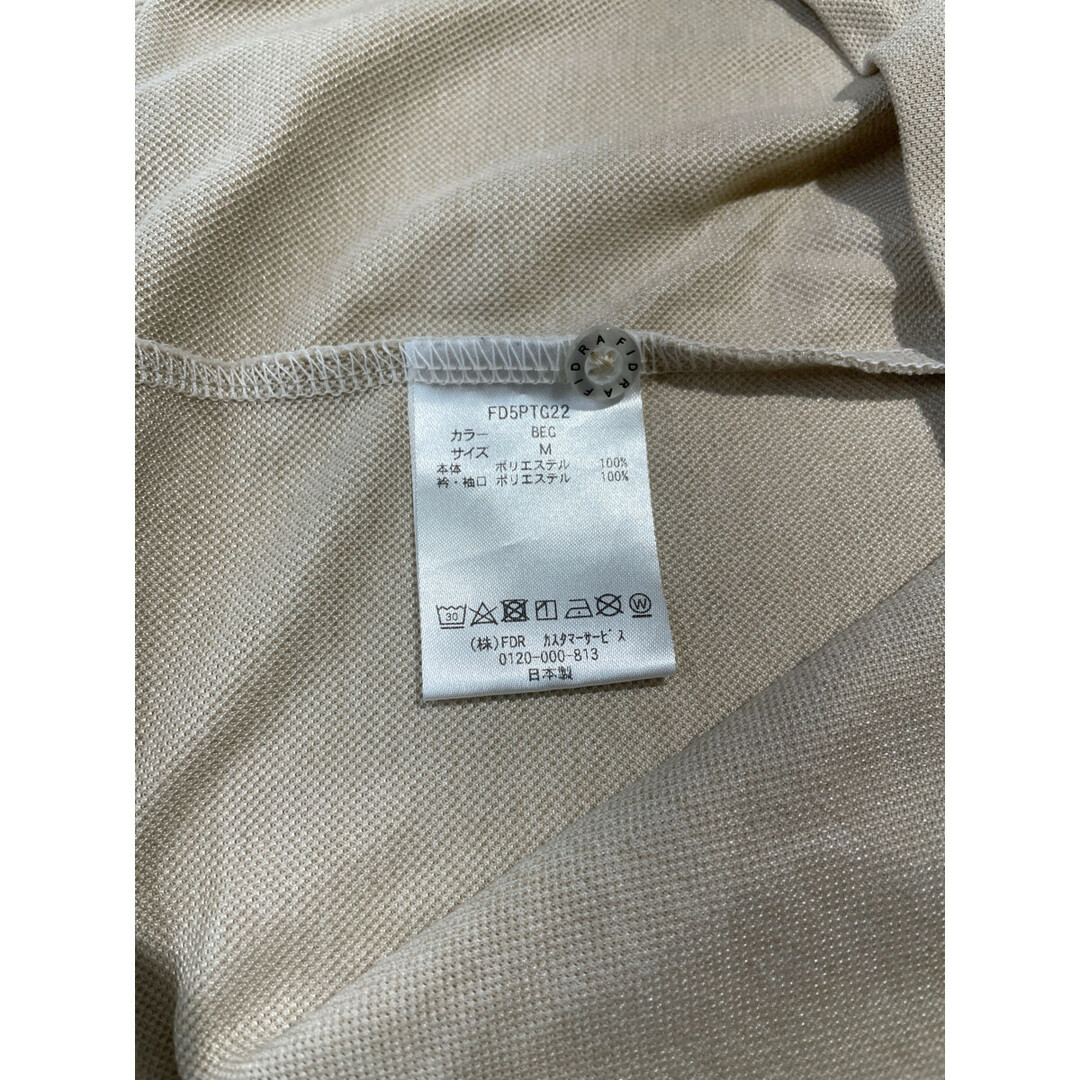 FIDRA FIDRA
FD5PTG22
カラー BEG
サイズ M
本体 ポリエステル 100%
衿・袖口 ポリエステル 100%
30 W
(株)FDR ｶｽﾀﾏｰｻｰﾋﾞｽ
0120-000-813
日本製